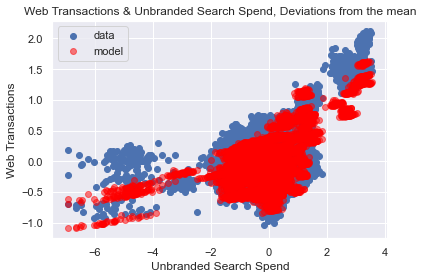 Web Transactions & Unbranded Search Spend, Deviations from the mean
data
model
2.0
1.5
1.0
0.5
0.0
−0.5
−1.0
Web Transactions
−6
−4
−2
0
2
4
Unbranded Search Spend